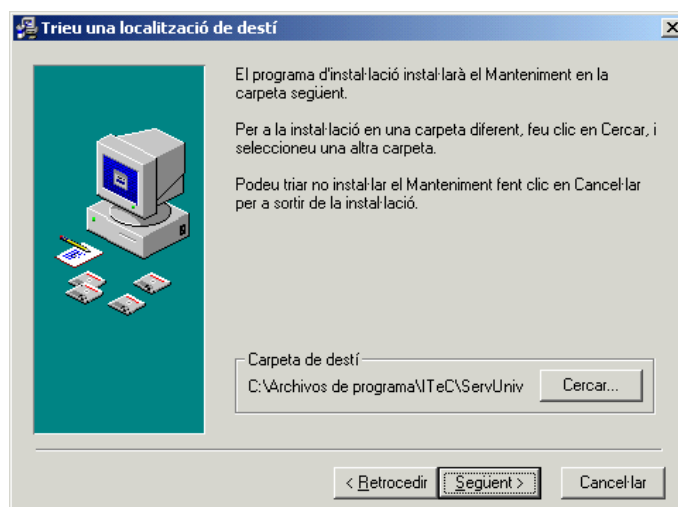 Trieu una localització de destí
El programa d'instal·lació instal·larà el Manteniment en la
carpeta següent.
Per a la instal·lació en una carpeta diferent, feu clic en Cercar, i
seleccioneu una altra carpeta.
Podeu triar no instal·lar el Manteniment fent clic en Cancel·lar
per a sortir de la instal·lació.
Carpeta de destí
C:\Archivos de programa\ITeC\ServUniv
Cercar...
< Retrocedir
Següent >
Cancel·lar